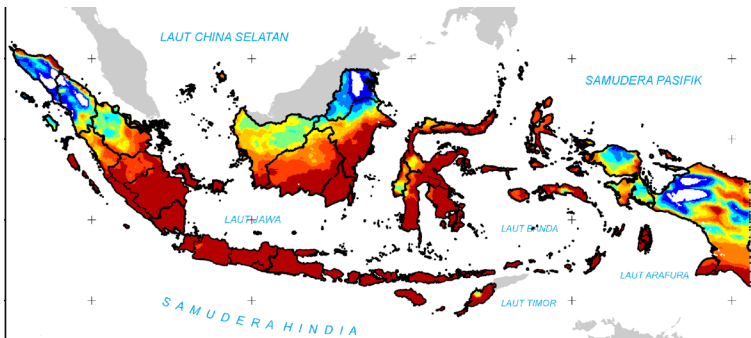 LAUT CHINA SELATAN
SAMUDERA PASIFIK
LAUT JAWA
LAUT BANDA
LAUT ARAFURA
LAUT TIMOR
SAMUDERA HINDIA